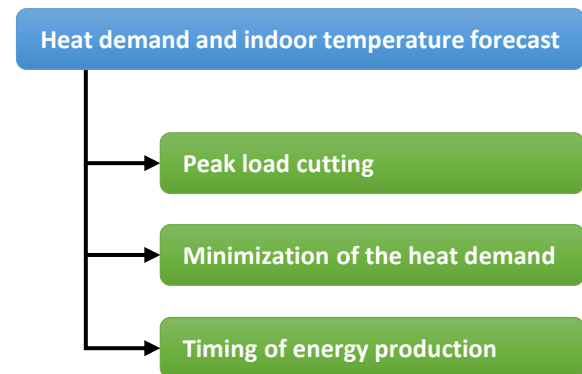 Heat demand and indoor temperature forecast
Peak load cutting
Minimization of the heat demand
Timing of energy production